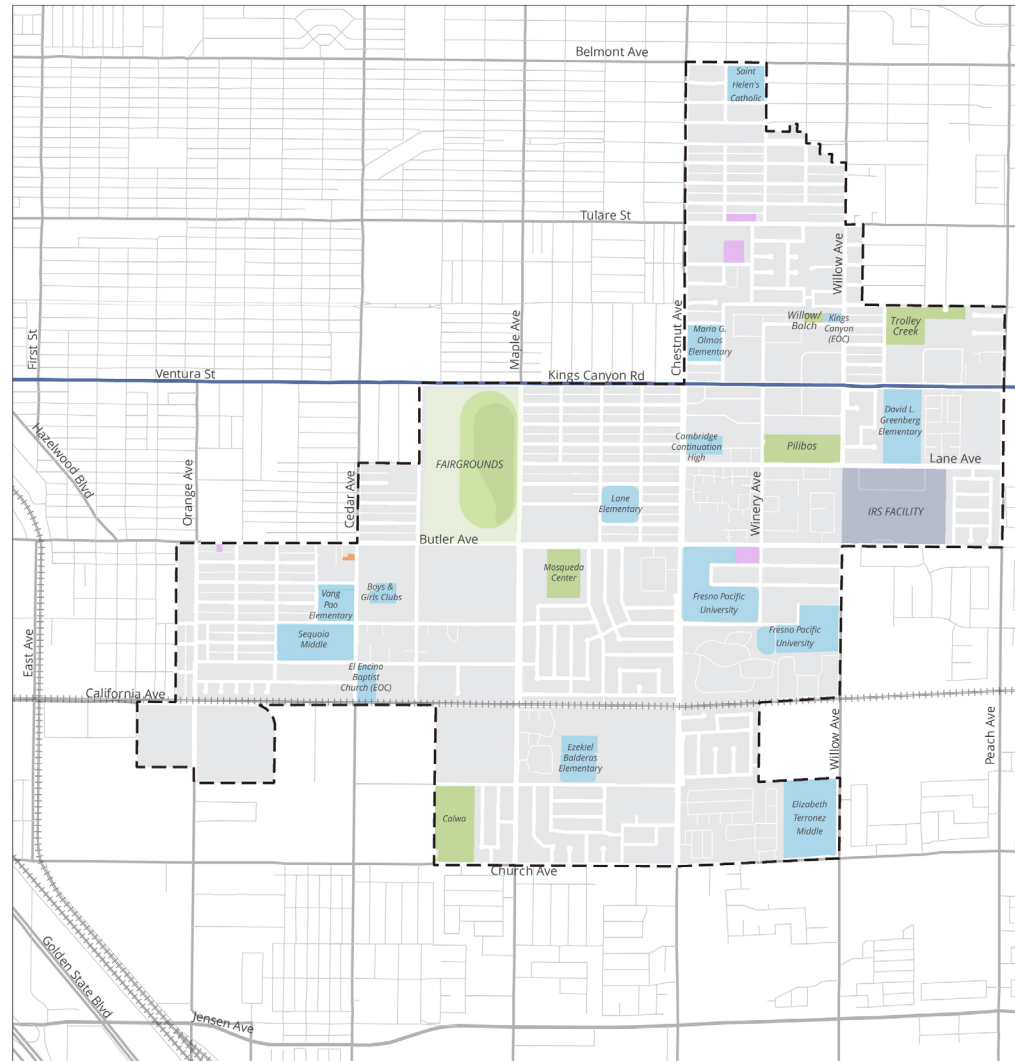 Belmont Ave
Saint
Helen's
Catholic
Tulare St
Willow Ave
Chestnut Ave
Maple Ave
First St
Willow/
Balch
Kings
Canyon
(EOC)
Trolley
Creek
Mario G.
Olmos
Elementary
Ventura St
Kings Canyon Rd
Hazelwood Blvd
Orange Ave
Cedar Ave
FAIRGROUNDS
Cambridge
Continuation
High
Pilibos
David L.
Greenberg
Elementary
Lane Ave
Winery Ave
Lane
Elementary
IRS FACILITY
Butler Ave
Mosqueda
Center
Vang
Pao
Elementary
Boys &
Girls Clubs
Fresno Pacific
University
Sequoia
Middle
Fresno Pacific
University
East Ave
El Encino
Baptist
Church (EOC)
California Ave
Willow Ave
Peach Ave
Ezekiel
Balderas
Elementary
Calwa
Elizabeth
Terronez
Middle
Church Ave
Golden State Blvd
Jensen Ave